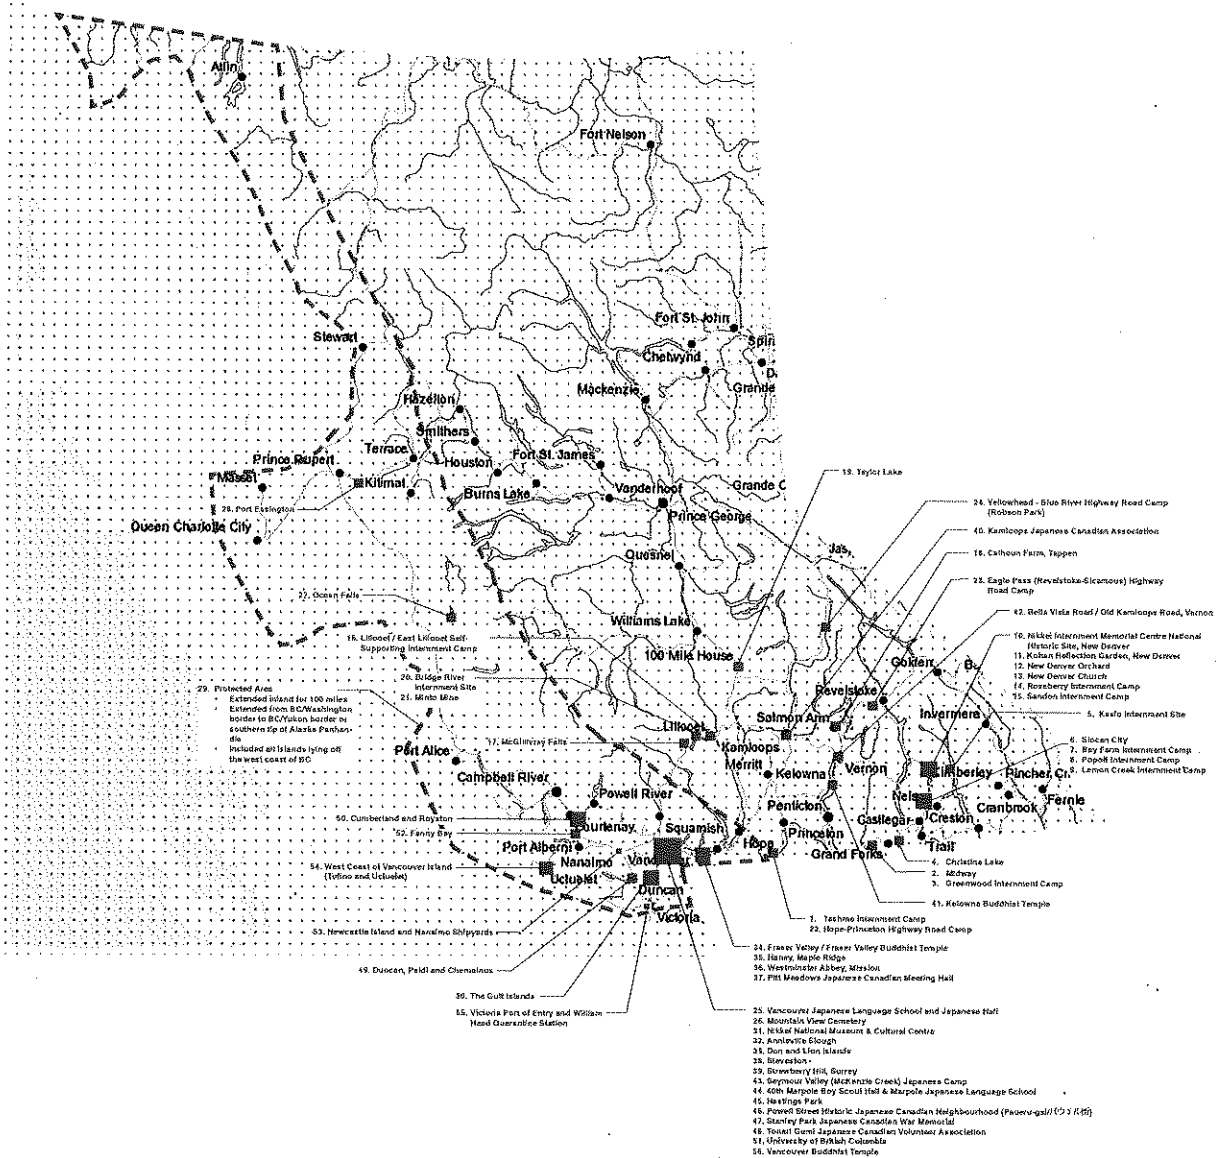 Atlin
Fort Nelson
Fort St. John
Stewart
Chetwynd
Mackenzie
Grande
Hazelton
Smithers
Terrace
Fort St. James
Prince Rupert
Houston
19. Taylor Lake
Masset
Kitimat
Burns Lake
Vanderhoof
Grande C
28. Port Essington
Prince George
24. Yellowhead - Blue River Highway Road Camp
(Robson Park)
Queen Charlotte City
40. Kamloops Japanese Canadian Association
Quesnel
Jas,
18. Calhoun Farm, Tappen
23. Eagle Pass (Revelstoke-Sicamous) Highway
Road Camp
27. Ocean Falls
42. Bella Vista Road / Old Kamloops Road, Vernon
16. Lillooet / East Lillooet Self-
Supporting Internment Camp
Williams Lake
10. Nikkei Internment Memorial Centre National
Historic Site, New Denver
11. Kohan Reflection Garden, New Denver
12. New Denver Orchard
13. New Denver Church
14. Roseberry Internment Camp
15. Sandon Internment Camp
100 Mile House
Golden
B.
20. Bridge River
Internment Site
21. Minto Mine
29. Protected Area
Extended inland for 100 miles
Extended from BC/Washington
border to BC/Yukon border or
southern tip of Alaska Panhan-
dle
Included all islands lying off
the west coast of BC
Revelstoke
Invermere
5. Kaslo Internment Site
Salmon Arm
Lillooet
17. McGillivray Falls
Kamloops
6. Slocan City
7. Bay Farm Internment Camp
8. Popoff Internment Camp
9. Lemon Creek Internment Camp
Port Alice
Merritt
Vernon
Kelowna
Kimberley
Pincher Cr.
Campbell River
Powell River
Penticton
Nels
Cranbrook
Fernie
50. Cumberland and Royston
Courtenay
Squamish
Castlegar
Creston
52. Fanny Bay
Princeton
Port Alberni
Hope
Trail
Grand Forks
Nanaimo
54. West Coast of Vancouver Island
(Tofino and Ucluelet)
4. Christina Lake
2. Midway
3. Greenwood Internment Camp
Ucluelet
Duncan
41. Kelowna Buddhist Temple
Victoria
1. Tashme Internment Camp
22. Hope-Princeton Highway Road Camp
53. Newcastle Island and Nanaimo Shipyards
34. Fraser Valley / Fraser Valley Buddhist Temple
35. Haney, Maple Ridge
36. Westminster Abbey, Mission
37. Pitt Meadows Japanese Canadian Meeting Hall
49. Duncan, Paldi and Chemainus
30. The Gulf Islands
55. Victoria Port of Entry and William
Head Quarantine Station
25. Vancouver Japanese Language School and Japanese Hall
26. Mountain View Cemetery
31. Nikkei National Museum & Cultural Centre
32. Annieville Slough
33. Don and Lion Islands
38. Steveston
39. Strawberry Hill, Surrey
43. Seymour Valley (McKenzie Creek) Japanese Camp
44. 40th Marpole Boy Scout Hall & Marpole Japanese Language School
45. Hastings Park
46. Powell Street Historic Japanese Canadian Neighbourhood
47. Stanley Park Japanese Canadian War Memorial
48. Tonari Gumi Japanese Canadian Volunteer Association
51. University of British Columbia
56. Vancouver Buddhist Temple